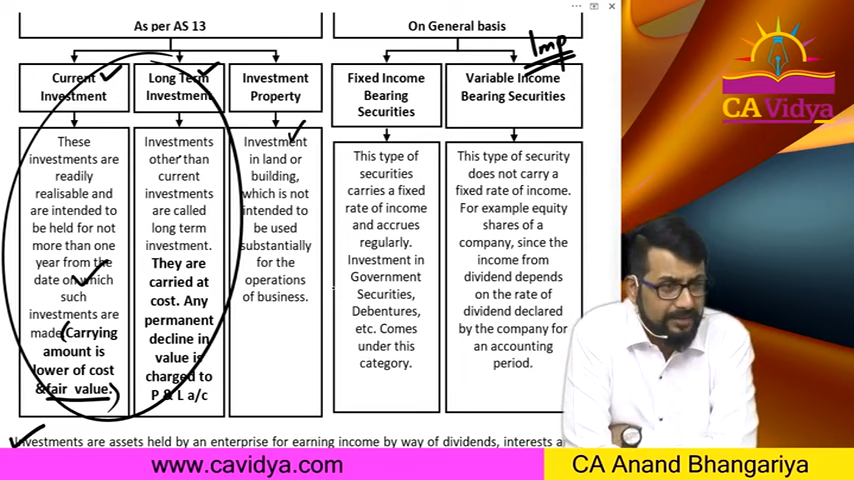 As per AS 13
On General basis
Imp
Current
Investment
Long Term
Investment
Investment
Property
Fixed Income
Bearing
Securities
Variable Income
Bearing Securities
These
investments are
readily
realisable and
are intended to
be held for not
more than one
year from the
date on which
such
investments are
made (Carrying
amount is
lower of cost
& fair value.)
Investments
other than
current
investments
are called
long term
investment.
They are
carried at
cost. Any
permanent
decline in
value is
charged to
P & L a/c
Investment
in land or
building,
which is not
intended to
be used
substantially
for the
operations
of business.
This type of
securities
carries a fixed
rate of income
and accrues
regularly.
Investment in
Government
Securities,
Debentures,
etc. Comes
under this
category.
This type of security
does not carry a
fixed rate of income.
For example equity
shares of a
company, since the
income from
dividend depends
on the rate of
dividend declared
by the company for
an accounting
period.
Investments are assets held by an enterprise for earning income by way of dividends, interests a
CA Vidya
www.cavidya.com
CA Anand Bhangariya